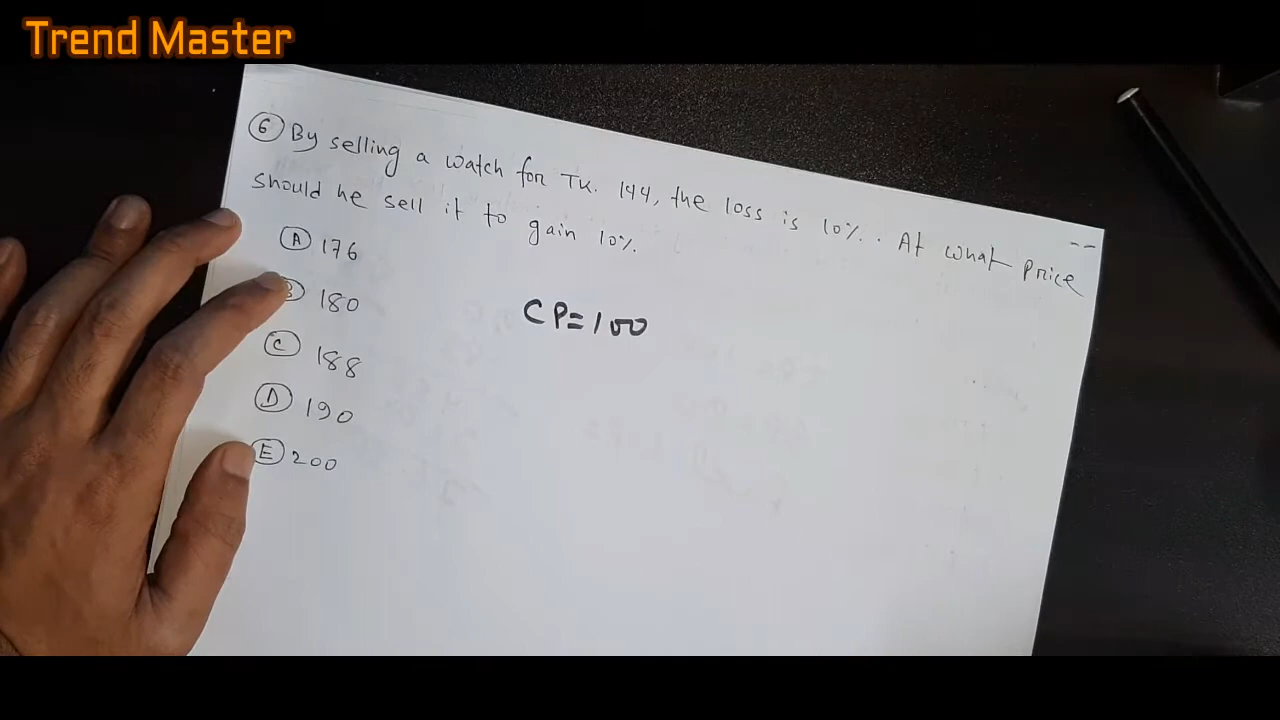 Trend Master
6 By selling a watch for TK. 144, the loss is 10%. At what price
should he sell it to gain 10%.
A 176
B 180
C 188
D 190
E 200
CP=100